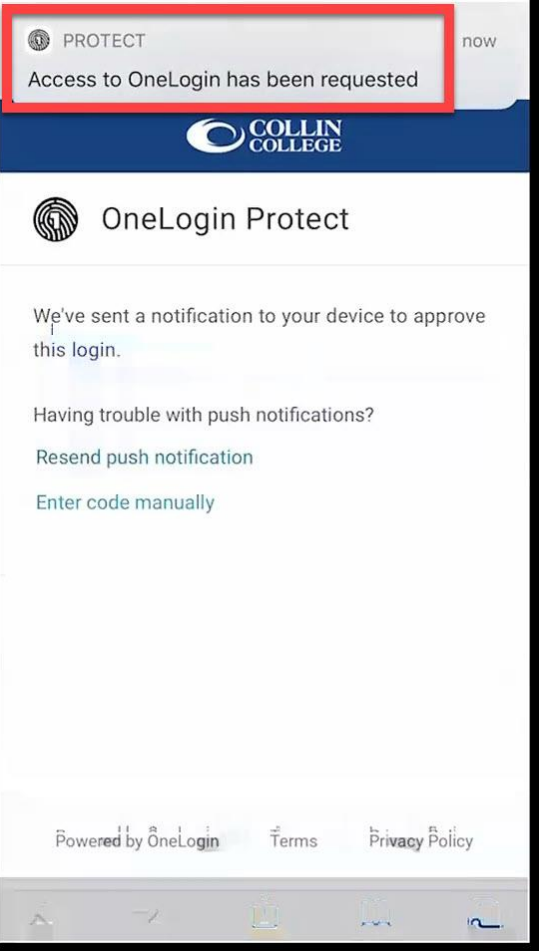 PROTECT
now
Access to OneLogin has been requested
COLLIN
COLLEGE
OneLogin Protect
We've sent a notification to your device to approve
this login.
Having trouble with push notifications?
Resend push notification
Enter code manually
Powered by OneLogin Terms Privacy Policy